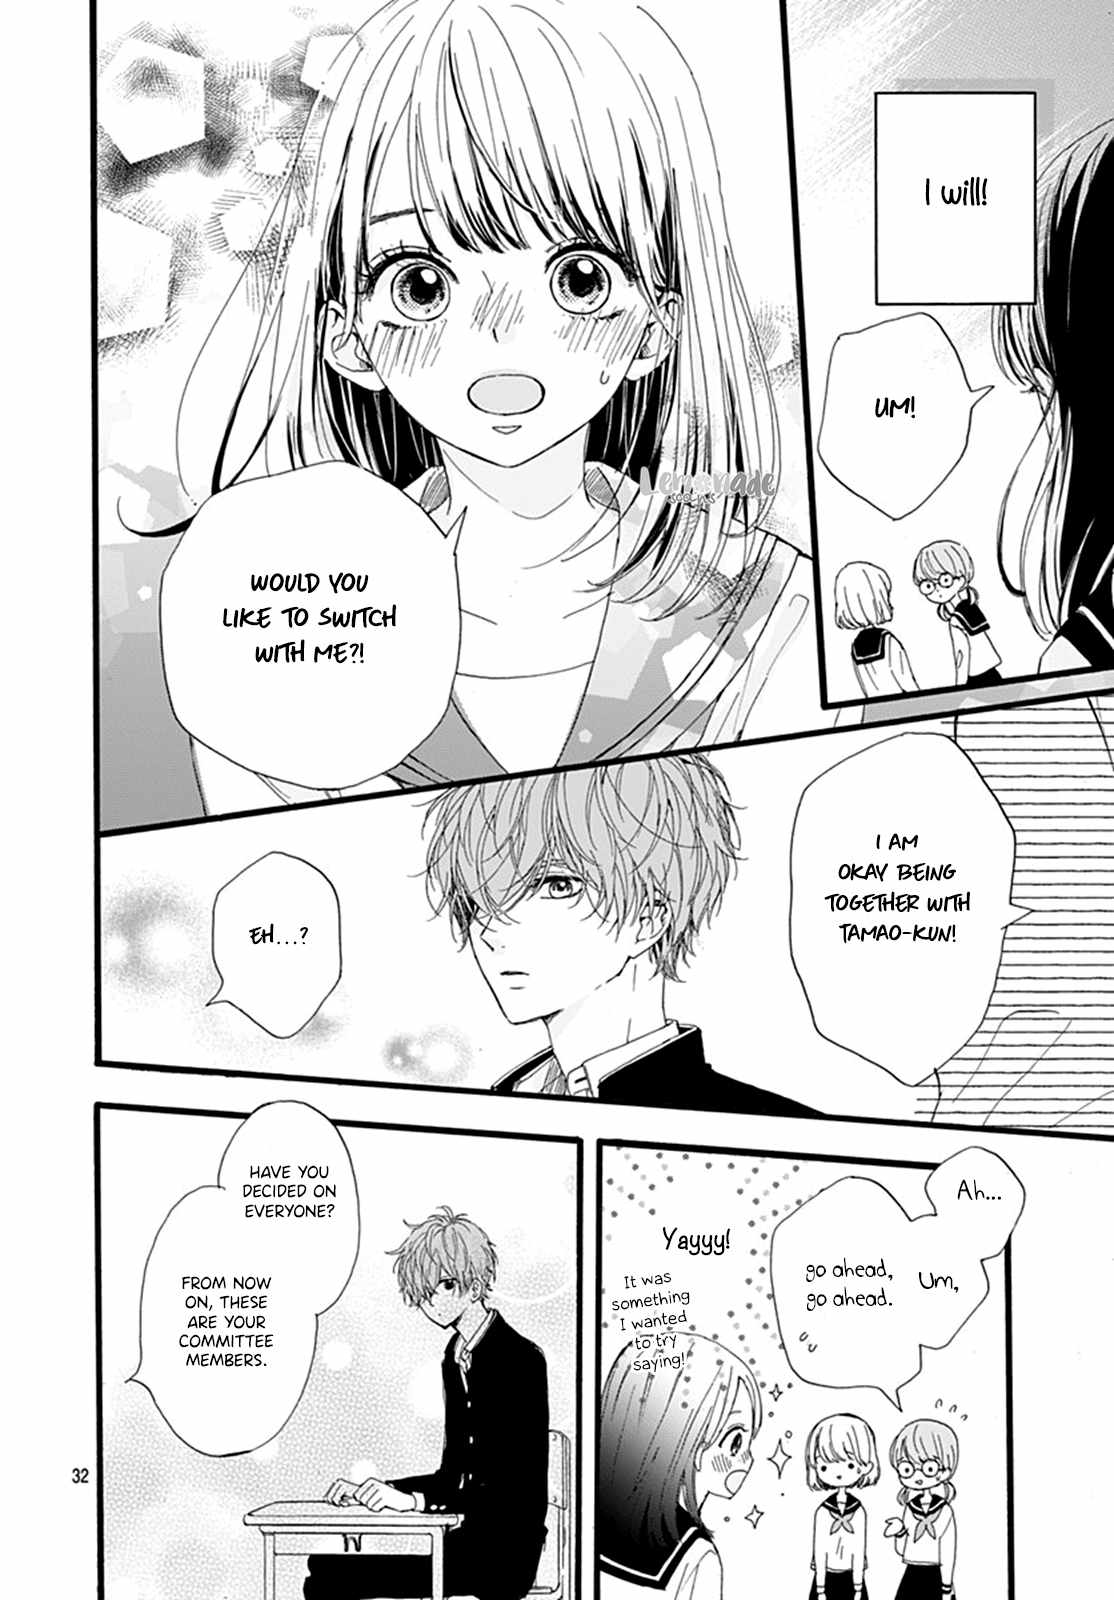 I will!
UM!
WOULD YOU
LIKE TO SWITCH
WITH ME?!
Lemonade
I AM
OKAY BEING
TOGETHER WITH
TAMAO-KUN!
EH...?
Ah...
Um,
go ahead,
go ahead.
Yayyy!
It was
something
I wanted
to try
saying!
HAVE YOU
DECIDED ON
EVERYONE?
FROM NOW
ON, THESE
ARE YOUR
COMMITTEE
MEMBERS.
32